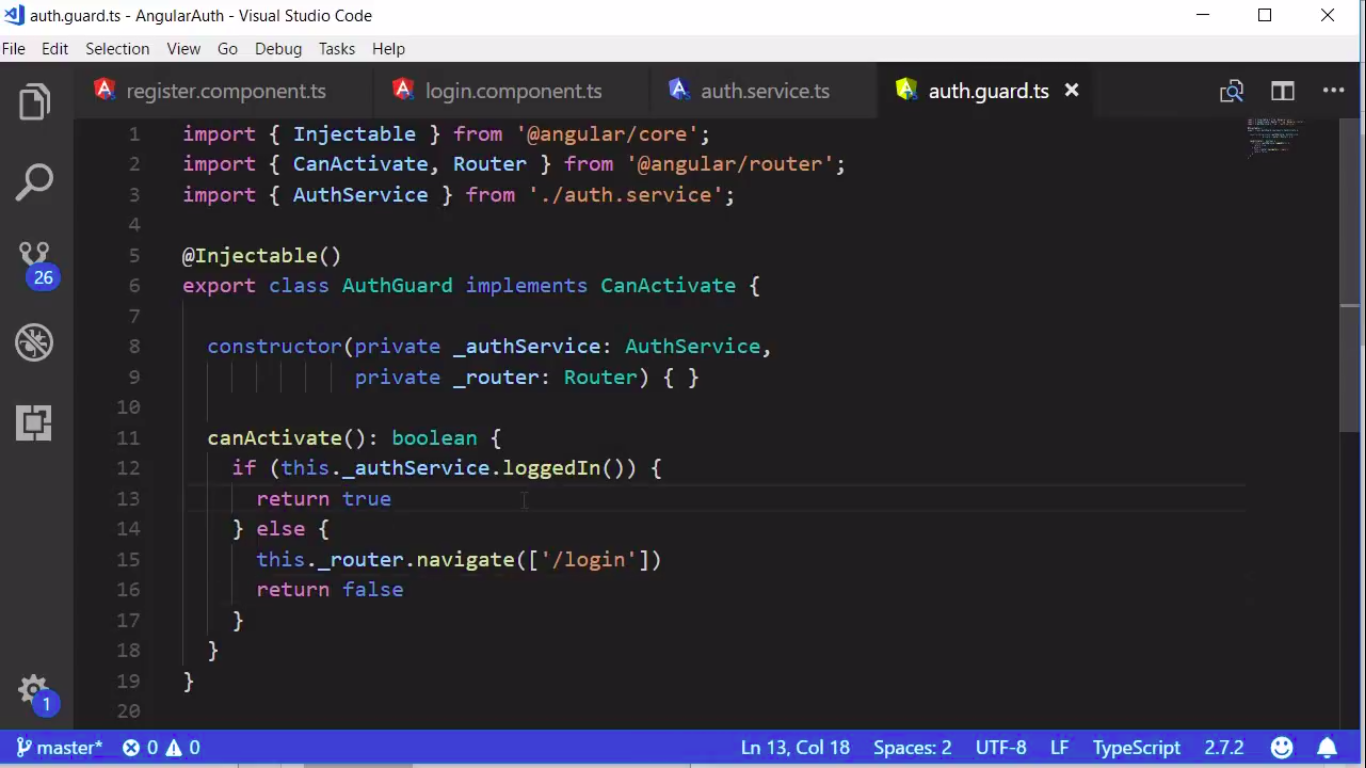 auth.guard.ts - AngularAuth - Visual Studio Code
File Edit Selection View Go Debug Tasks Help
register.component.ts login.component.ts auth.service.ts auth.guard.ts
1 import { Injectable } from '@angular/core';
2 import { CanActivate, Router } from '@angular/router';
3 import { AuthService } from './auth.service';
4
5 @Injectable()
6 export class AuthGuard implements CanActivate {
7
8 constructor(private _authService: AuthService,
9 private _router: Router) { }
10
11 canActivate(): boolean {
12 if (this._authService.loggedIn()) {
13 return true
14 } else {
15 this._router.navigate(['/login'])
16 return false
17 }
18 }
19 }
20
26
1
master* 0 0 Ln 13, Col 18 Spaces: 2 UTF-8 LF TypeScript 2.7.2